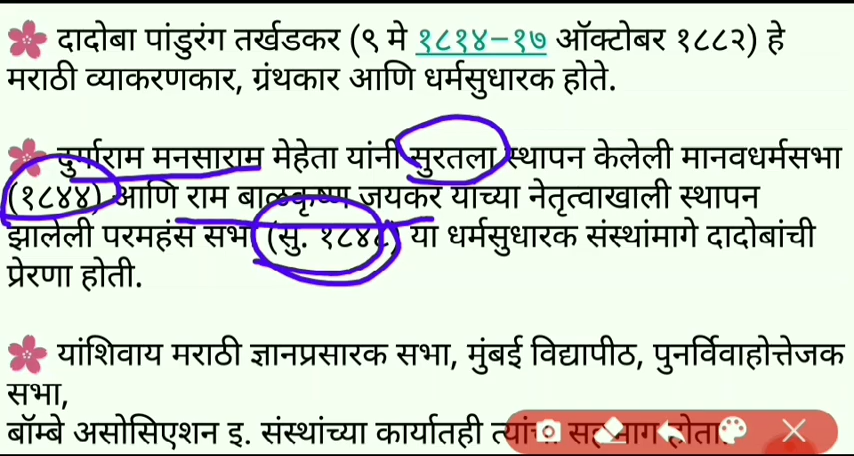 दादोबा पांडुरंग तर्खडकर (९ मे १८१४-१७ ऑक्टोबर १८८२) हे
मराठी व्याकरणकार, ग्रंथकार आणि धर्मसुधारक होते.
दुर्गाराम मनसाराम मेहेता यांनी सुरतला स्थापन केलेली मानवधर्मसभा
(१८४४) आणि राम बाळकृष्ण जयकर यांच्या नेतृत्वाखाली स्थापन
झालेली परमहंस सभा (सु. १८४८) या धर्मसुधारक संस्थांमागे दादोबांची
प्रेरणा होती.
यांशिवाय मराठी ज्ञानप्रसारक सभा, मुंबई विद्यापीठ, पुनर्विवाहोत्तेजक
सभा,
बॉम्बे असोसिएशन इ. संस्थांच्या कार्यातही त्यांचा सहभाग होता